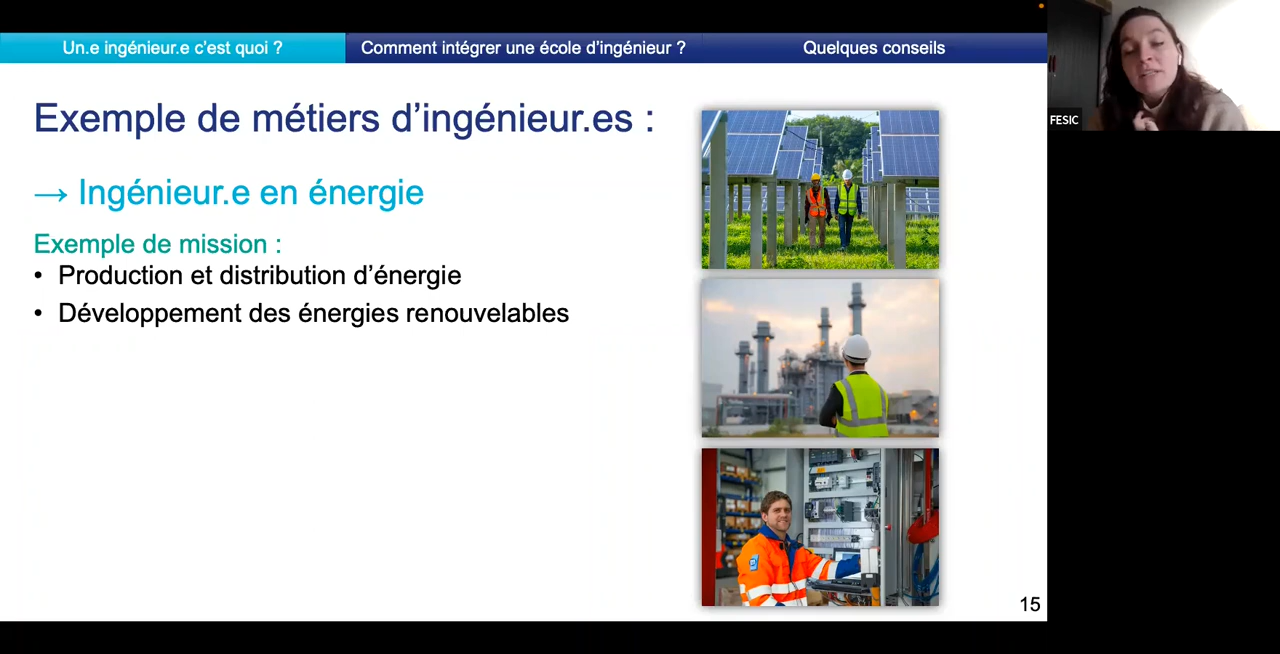 Un.e ingénieur.e c'est quoi ?
Comment intégrer une école d'ingénieur ?
Quelques conseils
FESIC
Exemple de métiers d'ingénieur.es :
→ Ingénieur.e en énergie
Exemple de mission :
• Production et distribution d'énergie
• Développement des énergies renouvelables
15